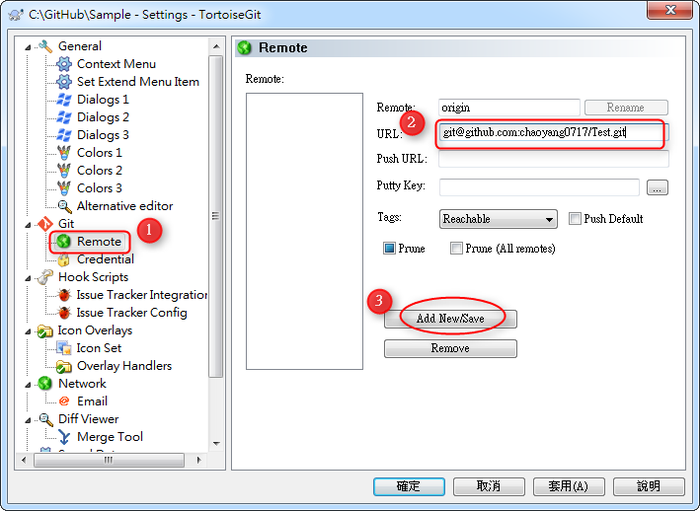 C:\GitHub\Sample - Settings - TortoiseGit
General
Context Menu
Set Extend Menu Item
Dialogs 1
Dialogs 2
Dialogs 3
Colors 1
Colors 2
Colors 3
Alternative editor
Git
Remote
1
Credential
Hook Scripts
Issue Tracker Integration
Issue Tracker Config
Icon Overlays
Icon Set
Overlay Handlers
Network
Email
Diff Viewer
Merge Tool
Remote
Remote:
Remote: origin Rename
2
URL: git@github.com:chaoyang0717/Test.git
Push URL:
Putty Key: ...
Tags: Reachable Push Default
Prune Prune (All remotes)
3
Add New/Save
Remove
確定 取消 套用(A) 說明